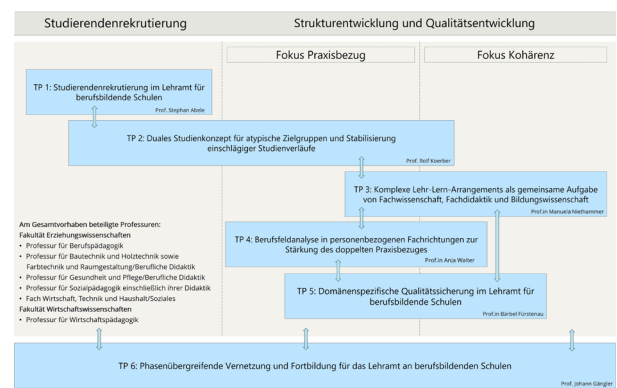 Studierendenrekrutierung
Strukturentwicklung und Qualitätsentwicklung
Fokus Praxisbezug
Fokus Kohärenz
TP 1: Studierendenrekrutierung im Lehramt für
berufsbildende Schulen
Prof. Stephan Abele
TP 2: Duales Studienkonzept für atypische Zielgruppen und Stabilisierung
einschlägiger Studienverläufe
Prof. Rolf Koerber
TP 3: Komplexe Lehr-Lern-Arrangements als gemeinsame Aufgabe
von Fachwissenschaft, Fachdidaktik und Bildungswissenschaft
Prof.in Manuela Niethammer
Am Gesamtvorhaben beteiligte Professuren:
Fakultät Erziehungswissenschaften
• Professur für Berufspädagogik
• Professur für Bautechnik und Holztechnik sowie
Farbtechnik und Raumgestaltung/Berufliche Didaktik
• Professur für Gesundheit und Pflege/Berufliche Didaktik
• Professur für Sozialpädagogik einschließlich ihrer Didaktik
• Fach Wirtschaft, Technik und Haushalt/Soziales
Fakultät Wirtschaftswissenschaften
• Professur für Wirtschaftspädagogik
TP 4: Berufsfeldanalyse in personenbezogenen Fachrichtungen zur
Stärkung des doppelten Praxisbezuges
Prof.in Anja Walter
TP 5: Domänenspezifische Qualitätssicherung im Lehramt für
berufsbildende Schulen
Prof.in Bärbel Fürstenau
TP 6: Phasenübergreifende Vernetzung und Fortbildung für das Lehramt an berufsbildenden Schulen
Prof. Johann Gängler